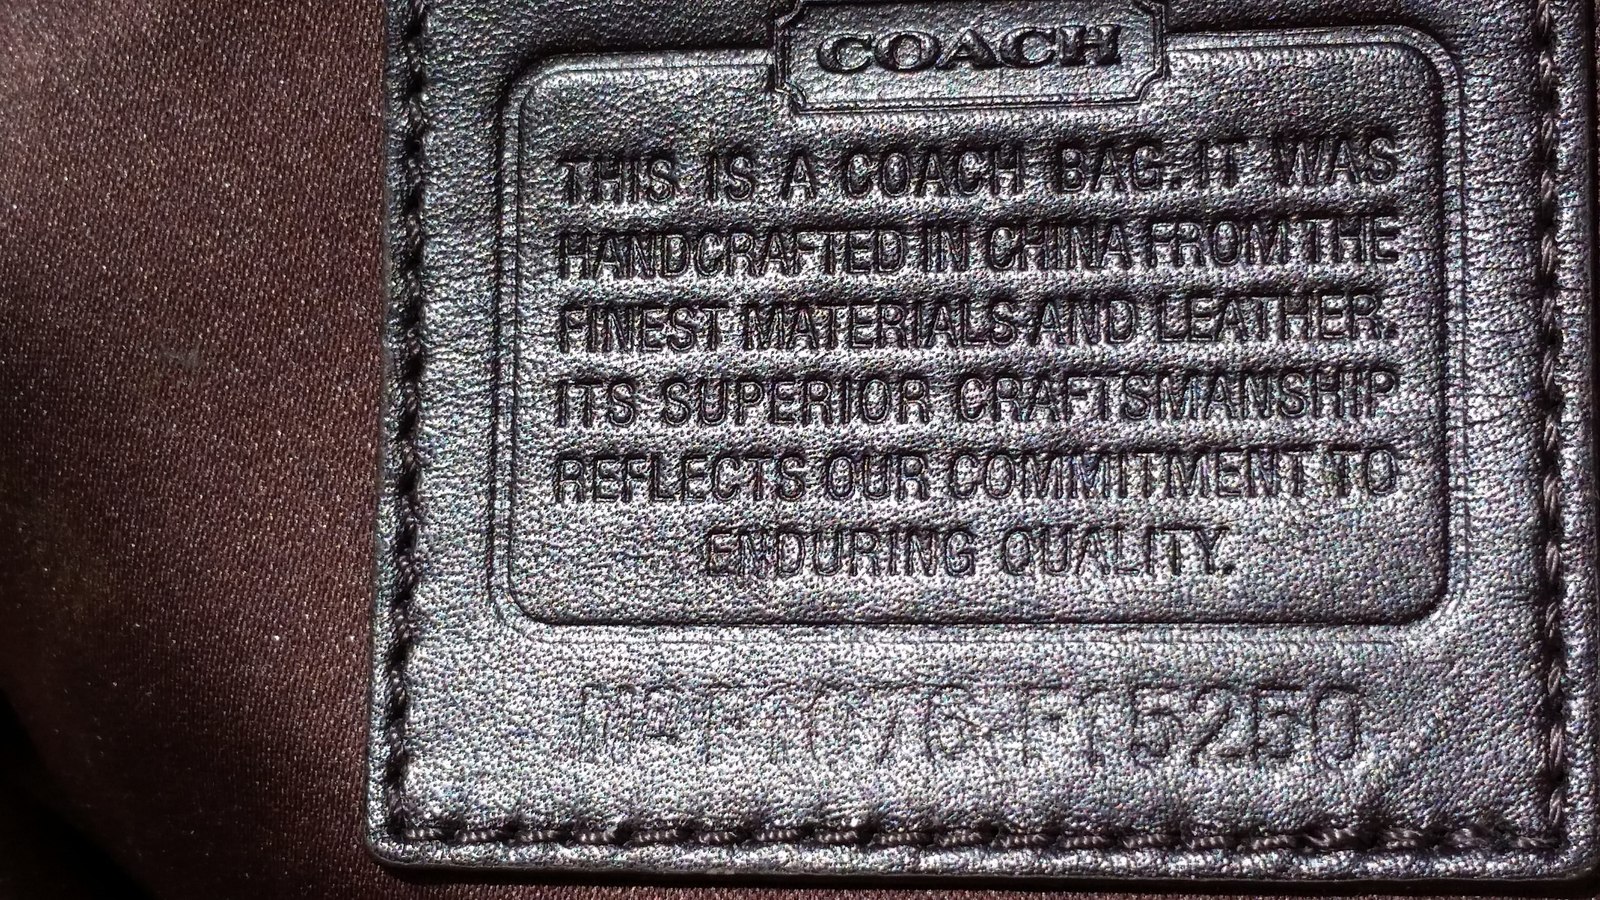 COACH
THIS IS A COACH BAG. IT WAS
HANDCRAFTED IN CHINA FROM THE
FINEST MATERIALS AND LEATHER.
ITS SUPERIOR CRAFTSMANSHIP
REFLECTS OUR COMMITMENT TO
ENDURING QUALITY.